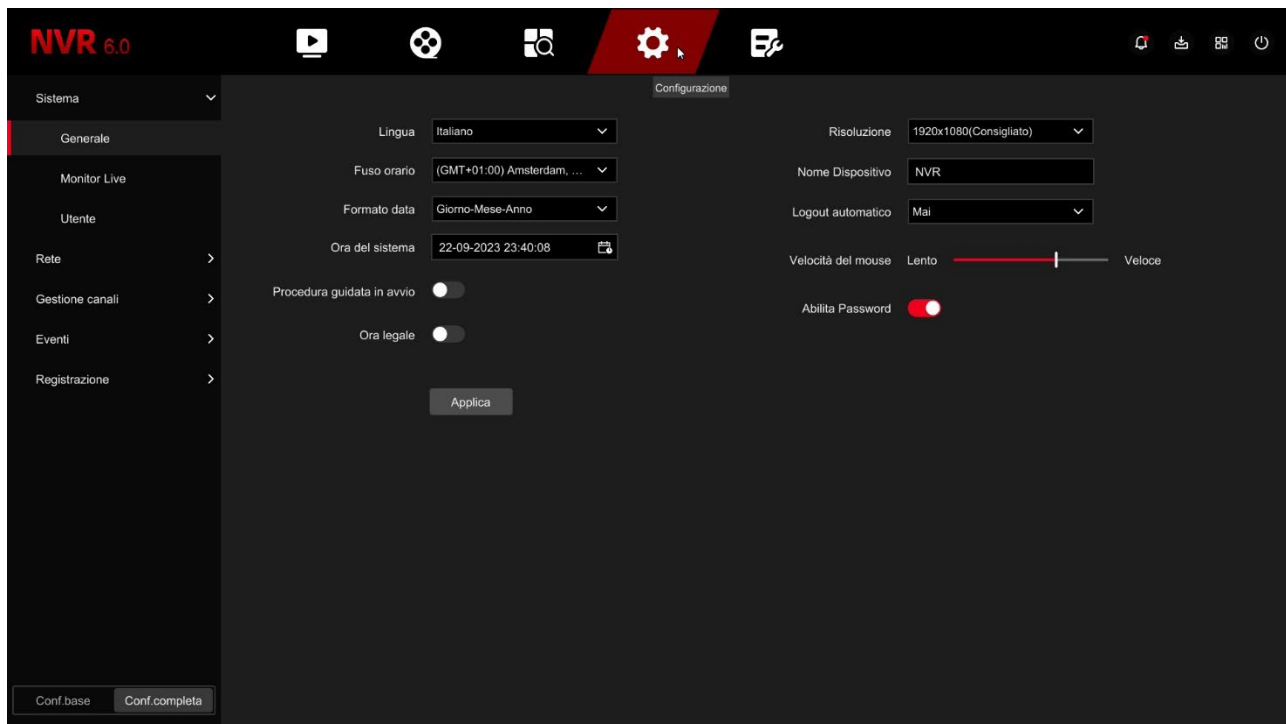 NVR 6.0
Configurazione
Sistema
Generale
Monitor Live
Utente
Rete
Gestione canali
Eventi
Registrazione
Lingua Italiano
Fuso orario (GMT+01:00) Amsterdam, ...
Formato data Giorno-Mese-Anno
Ora del sistema 22-09-2023 23:40:08
Procedura guidata in avvio
Ora legale
Applica
Risoluzione 1920x1080(Consigliato)
Nome Dispositivo NVR
Logout automatico Mai
Velocità del mouse Lento Veloce
Abilita Password
Conf.base Conf.completa